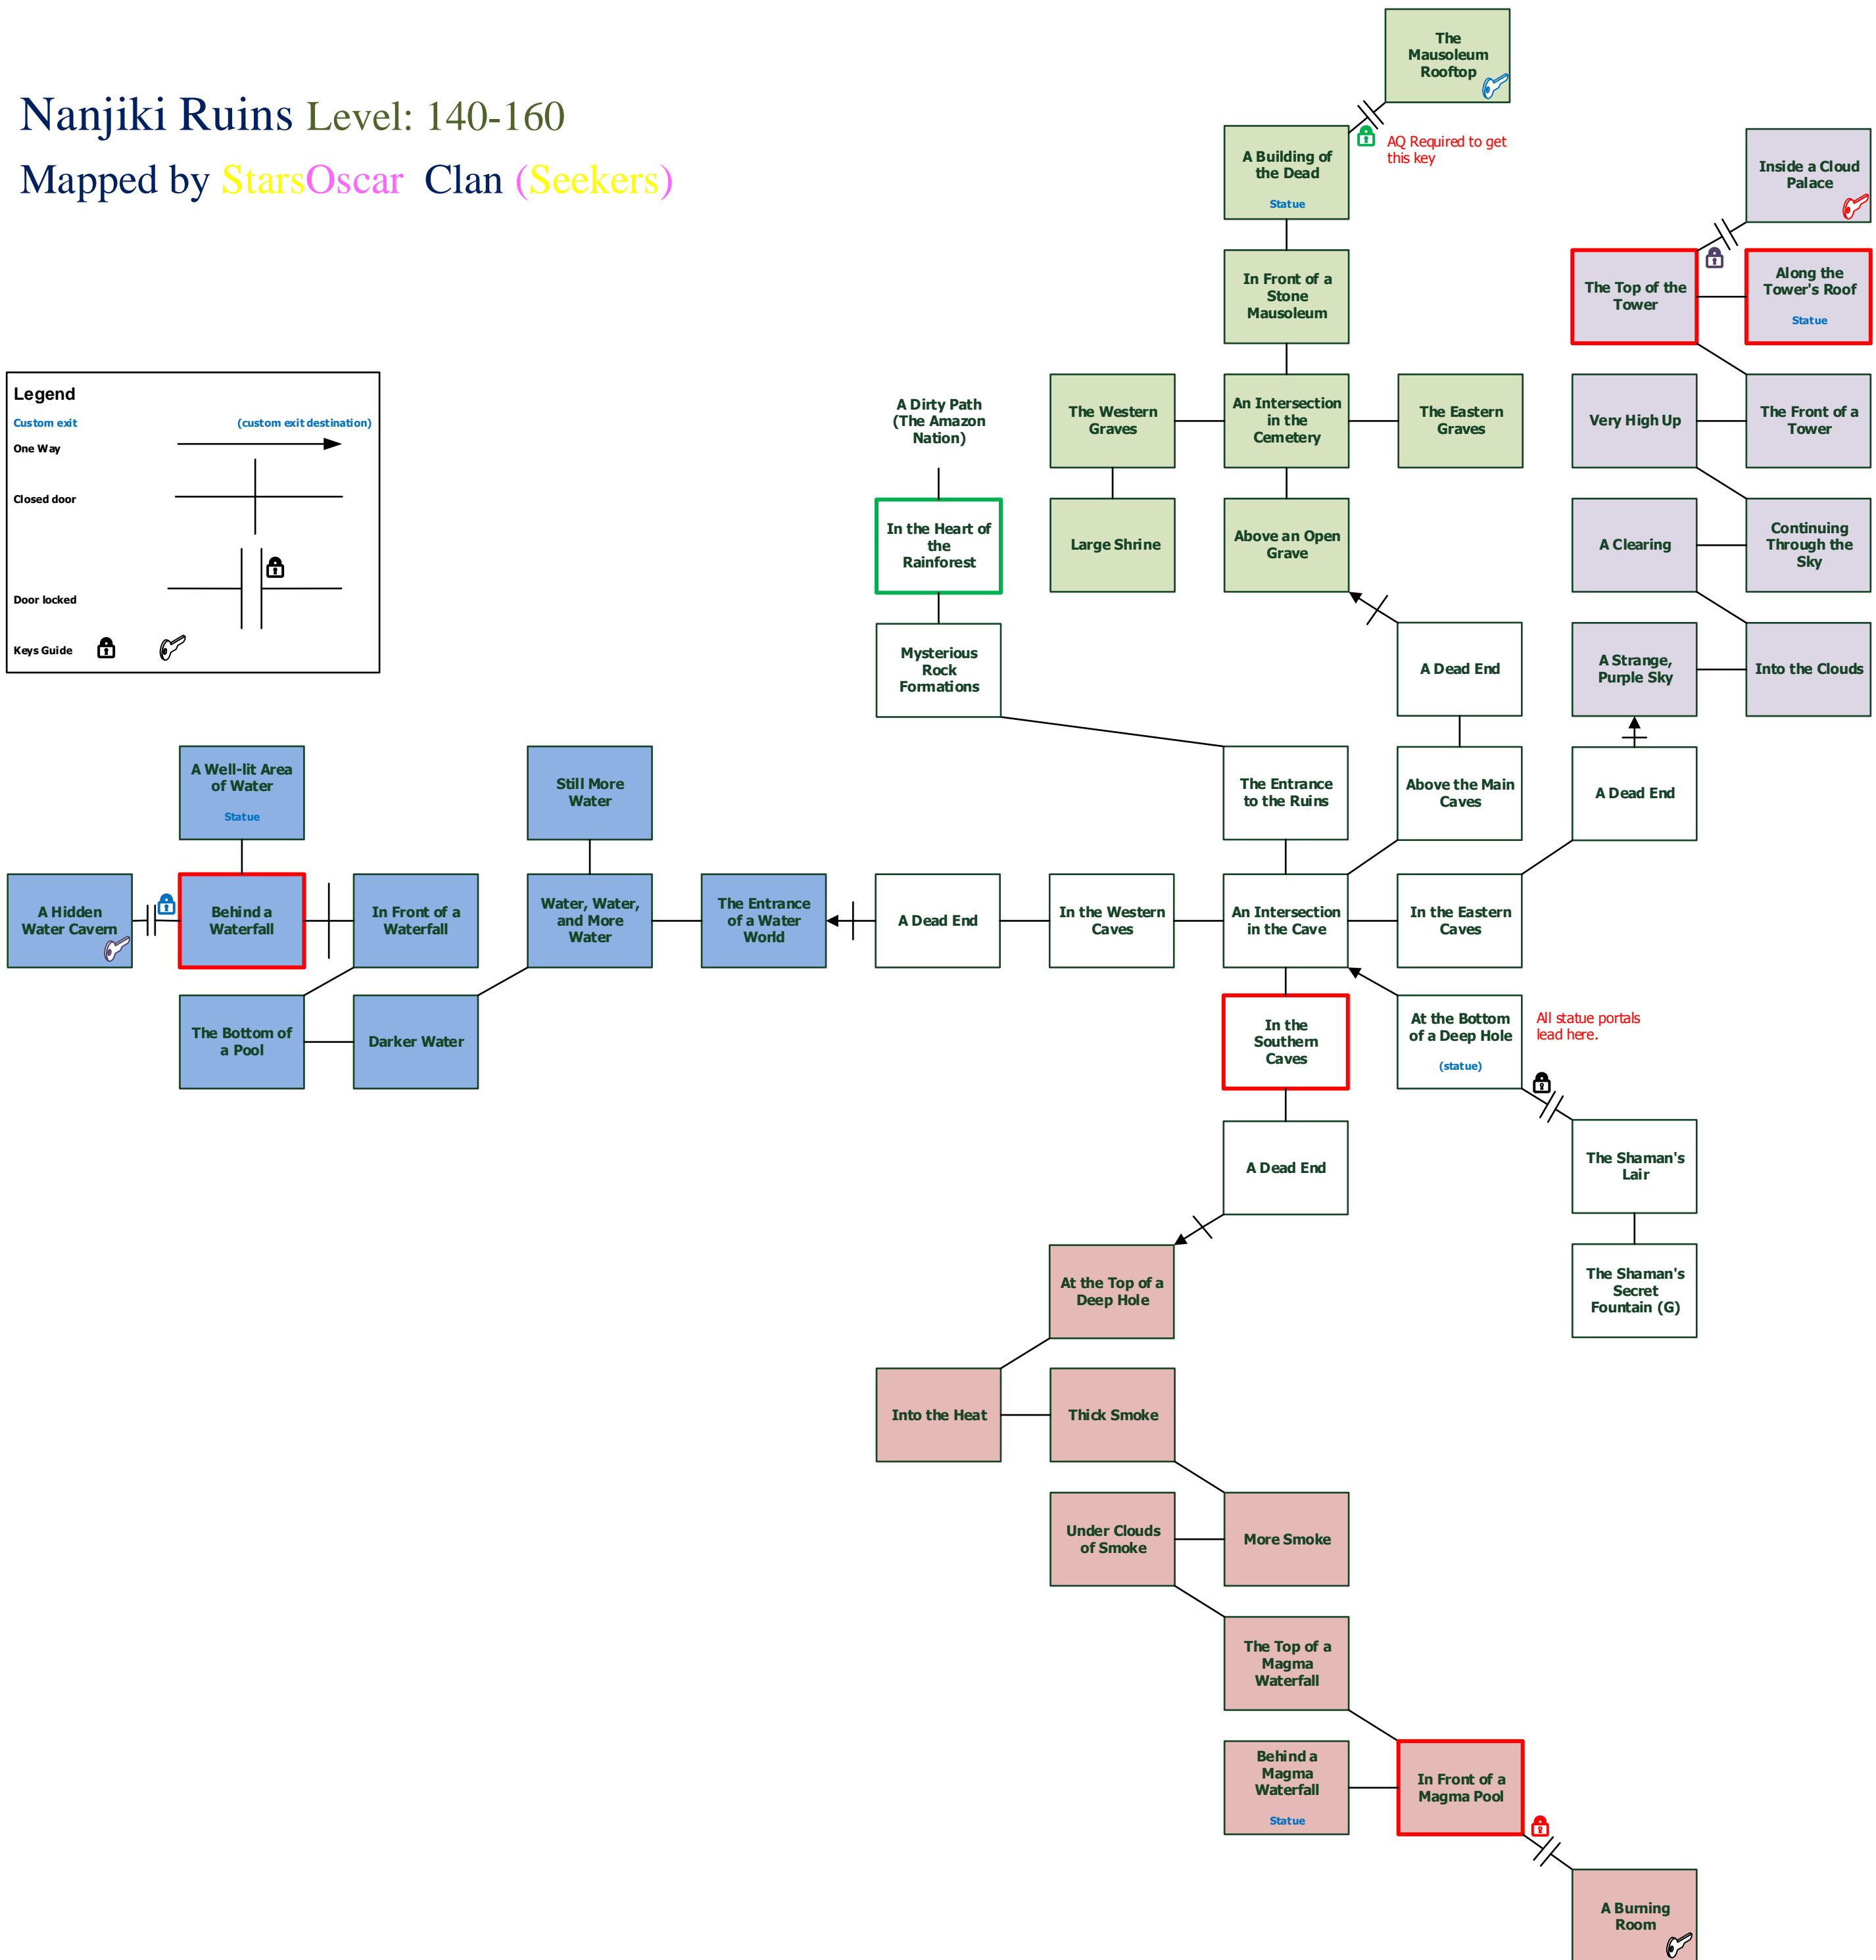 The
Mausoleum
Rooftop
Nanjiki Ruins Level: 140-160
Mapped by StarsOscar Clan (Seekers)
AQ Required to get
this key
A Building of
the Dead
Statue
Inside a Cloud
Palace
In Front of a
Stone
Mausoleum
The Top of the
Tower
Along the
Tower's Roof
Statue
Legend
Custom exit (custom exit destination)
One Way
Closed door
Door locked
Keys Guide
A Dirty Path
(The Amazon
Nation)
The Western
Graves
An Intersection
in the
Cemetery
The Eastern
Graves
Very High Up
The Front of a
Tower
In the Heart of
the
Rainforest
Large Shrine
Above an Open
Grave
A Clearing
Continuing
Through the
Sky
Mysterious
Rock
Formations
A Dead End
A Strange,
Purple Sky
Into the Clouds
A Well-lit Area
of Water
Statue
Still More
Water
The Entrance
to the Ruins
Above the Main
Caves
A Dead End
A Hidden
Water Cavern
Behind a
Waterfall
In Front of a
Waterfall
Water, Water,
and More
Water
The Entrance
of a Water
World
A Dead End
In the Western
Caves
An Intersection
in the Cave
In the Eastern
Caves
The Bottom of
a Pool
Darker Water
In the
Southern
Caves
At the Bottom
of a Deep Hole
(statue)
All statue portals
lead here.
A Dead End
The Shaman's
Lair
At the Top of a
Deep Hole
The Shaman's
Secret
Fountain (G)
Into the Heat
Thick Smoke
Under Clouds
of Smoke
More Smoke
The Top of a
Magma
Waterfall
Behind a
Magma
Waterfall
Statue
In Front of a
Magma Pool
A Burning
Room